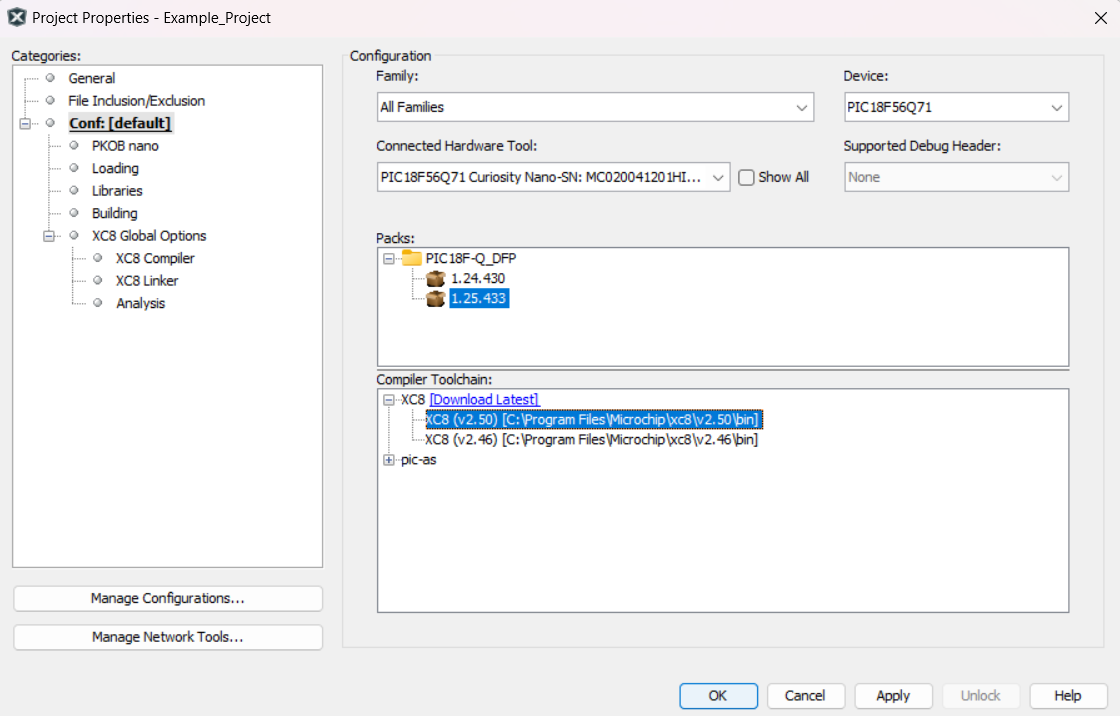 Project Properties - Example_Project
Categories:
General
File Inclusion/Exclusion
Conf: [default]
PKOB nano
Loading
Libraries
Building
XC8 Global Options
XC8 Compiler
XC8 Linker
Analysis
Manage Configurations...
Manage Network Tools...
Configuration
Family:
Device:
All Families
PIC18F56Q71
Connected Hardware Tool:
Supported Debug Header:
PIC18F56Q71 Curiosity Nano-SN: MC020041201HI...
Show All
None
Packs:
PIC18F-Q_DFP
1.24.430
1.25.433
Compiler Toolchain:
XC8 [Download Latest]
XC8 (v2.50) [C:\Program Files\Microchip\xc8\v2.50\bin]
XC8 (v2.46) [C:\Program Files\Microchip\xc8\v2.46\bin]
pic-as
OK
Cancel
Apply
Unlock
Help